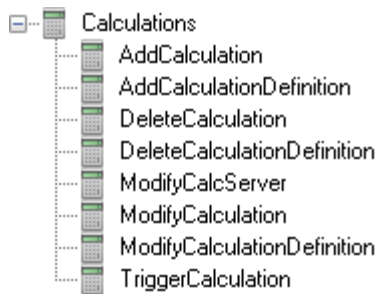 Calculations
AddCalculation
AddCalculationDefinition
DeleteCalculation
DeleteCalculationDefinition
ModifyCalcServer
ModifyCalculation
ModifyCalculationDefinition
TriggerCalculation